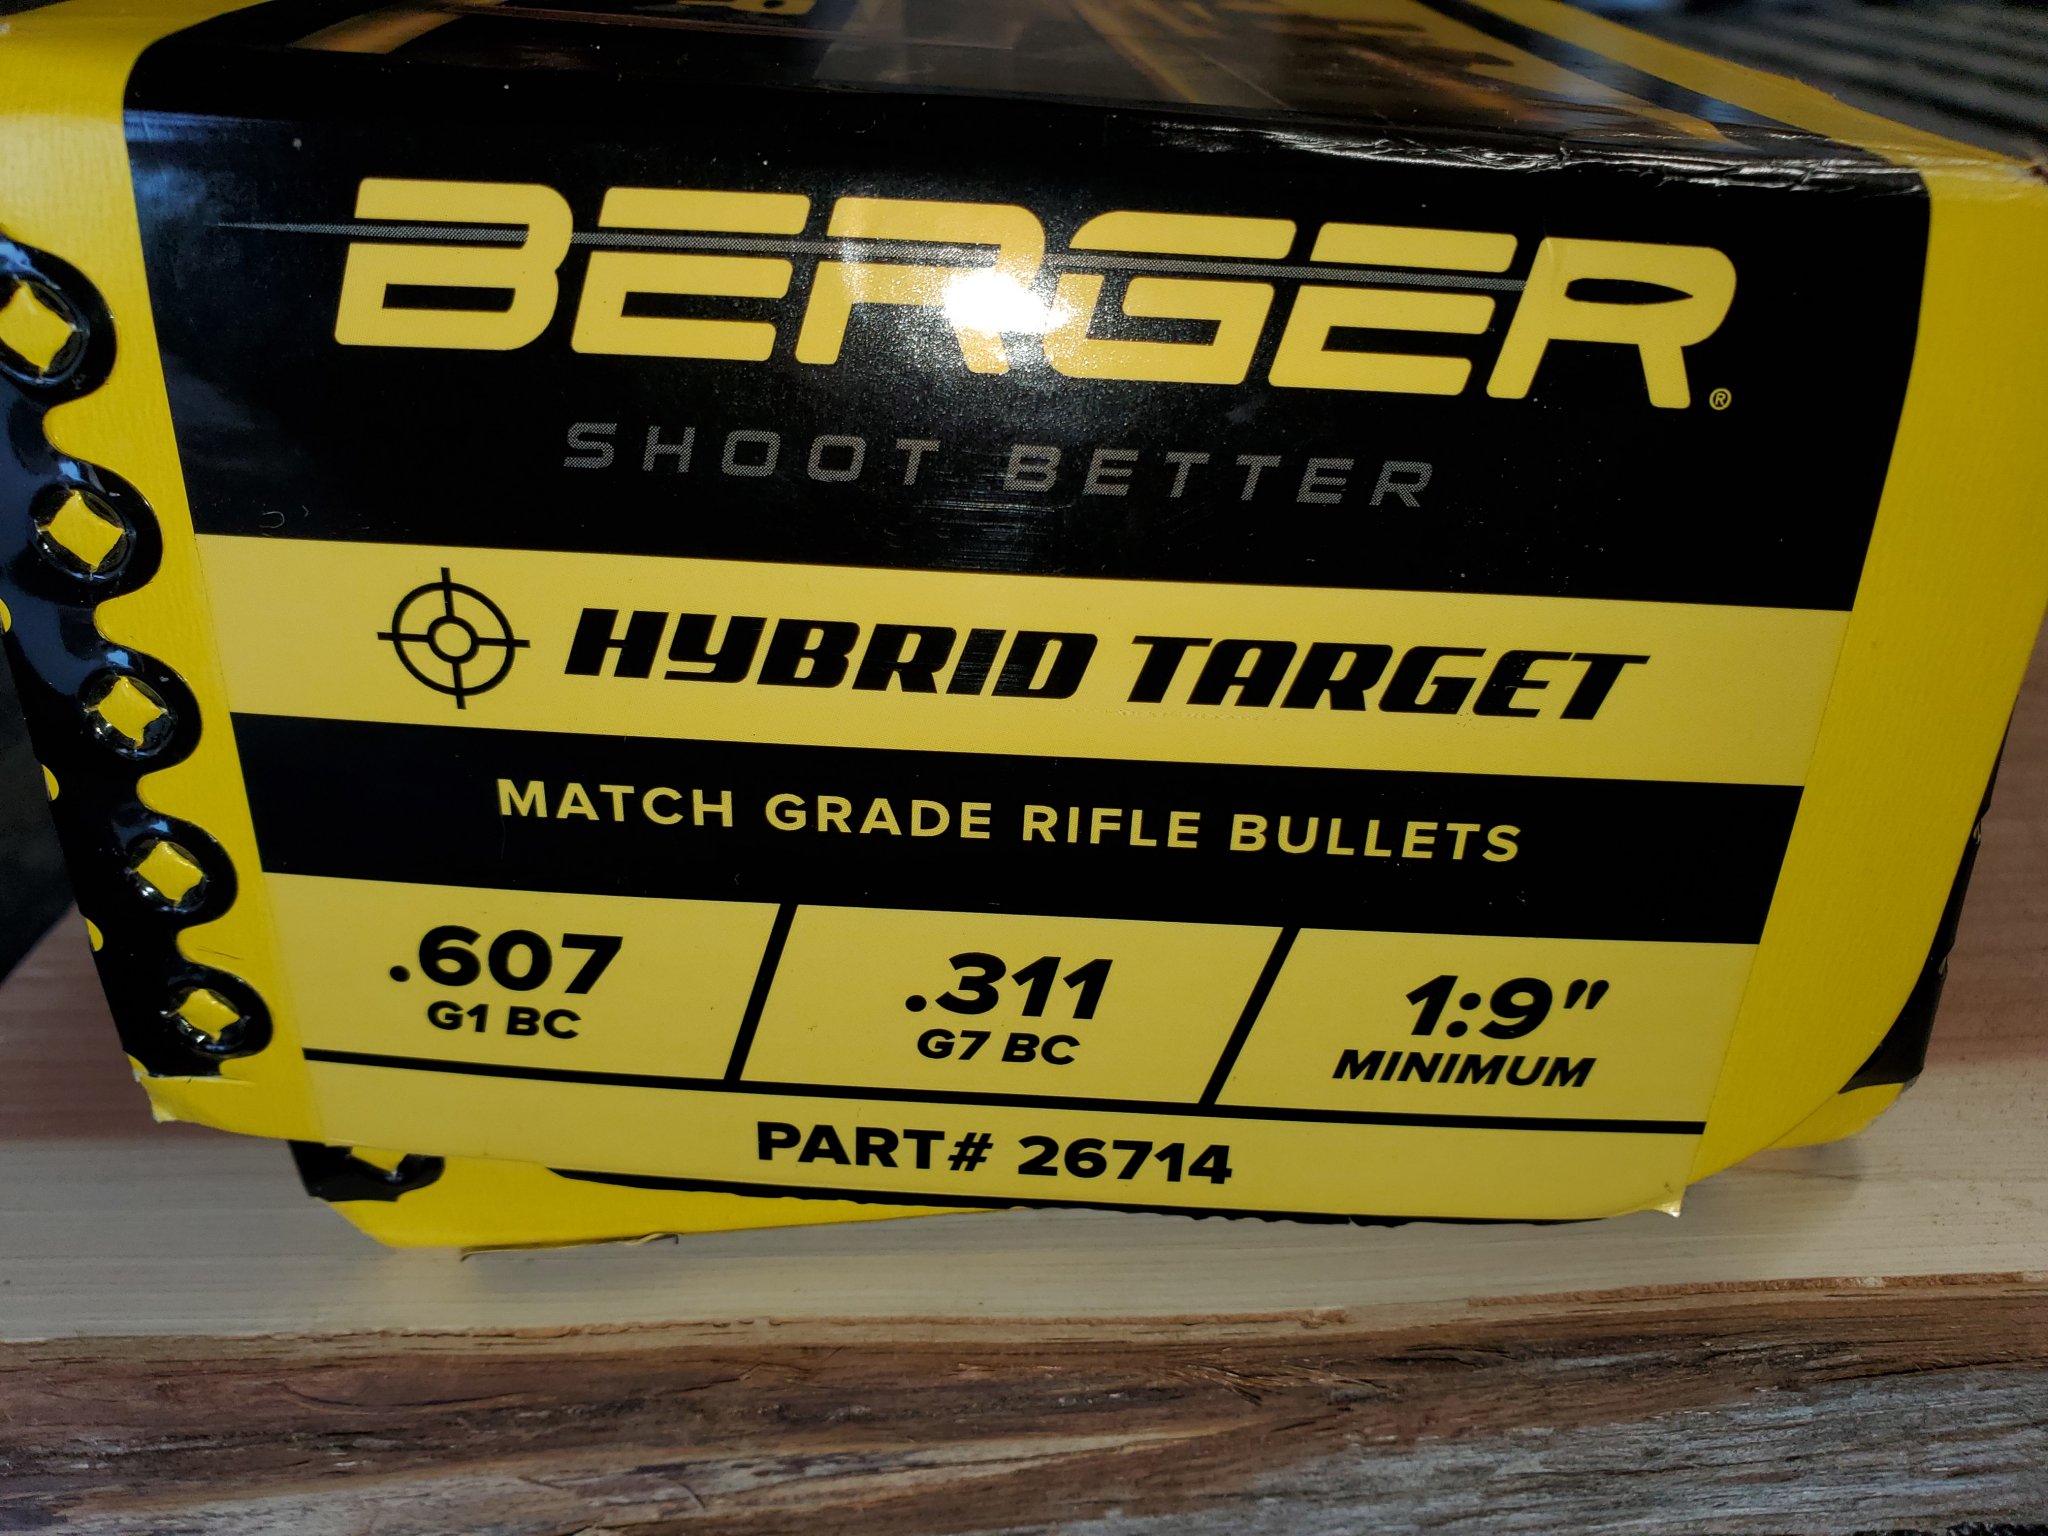 BERGER®
SHOOT BETTER
HYBRID TARGET
MATCH GRADE RIFLE BULLETS
.607 .311 1:9"
G1 BC G7 BC MINIMUM
PART# 26714